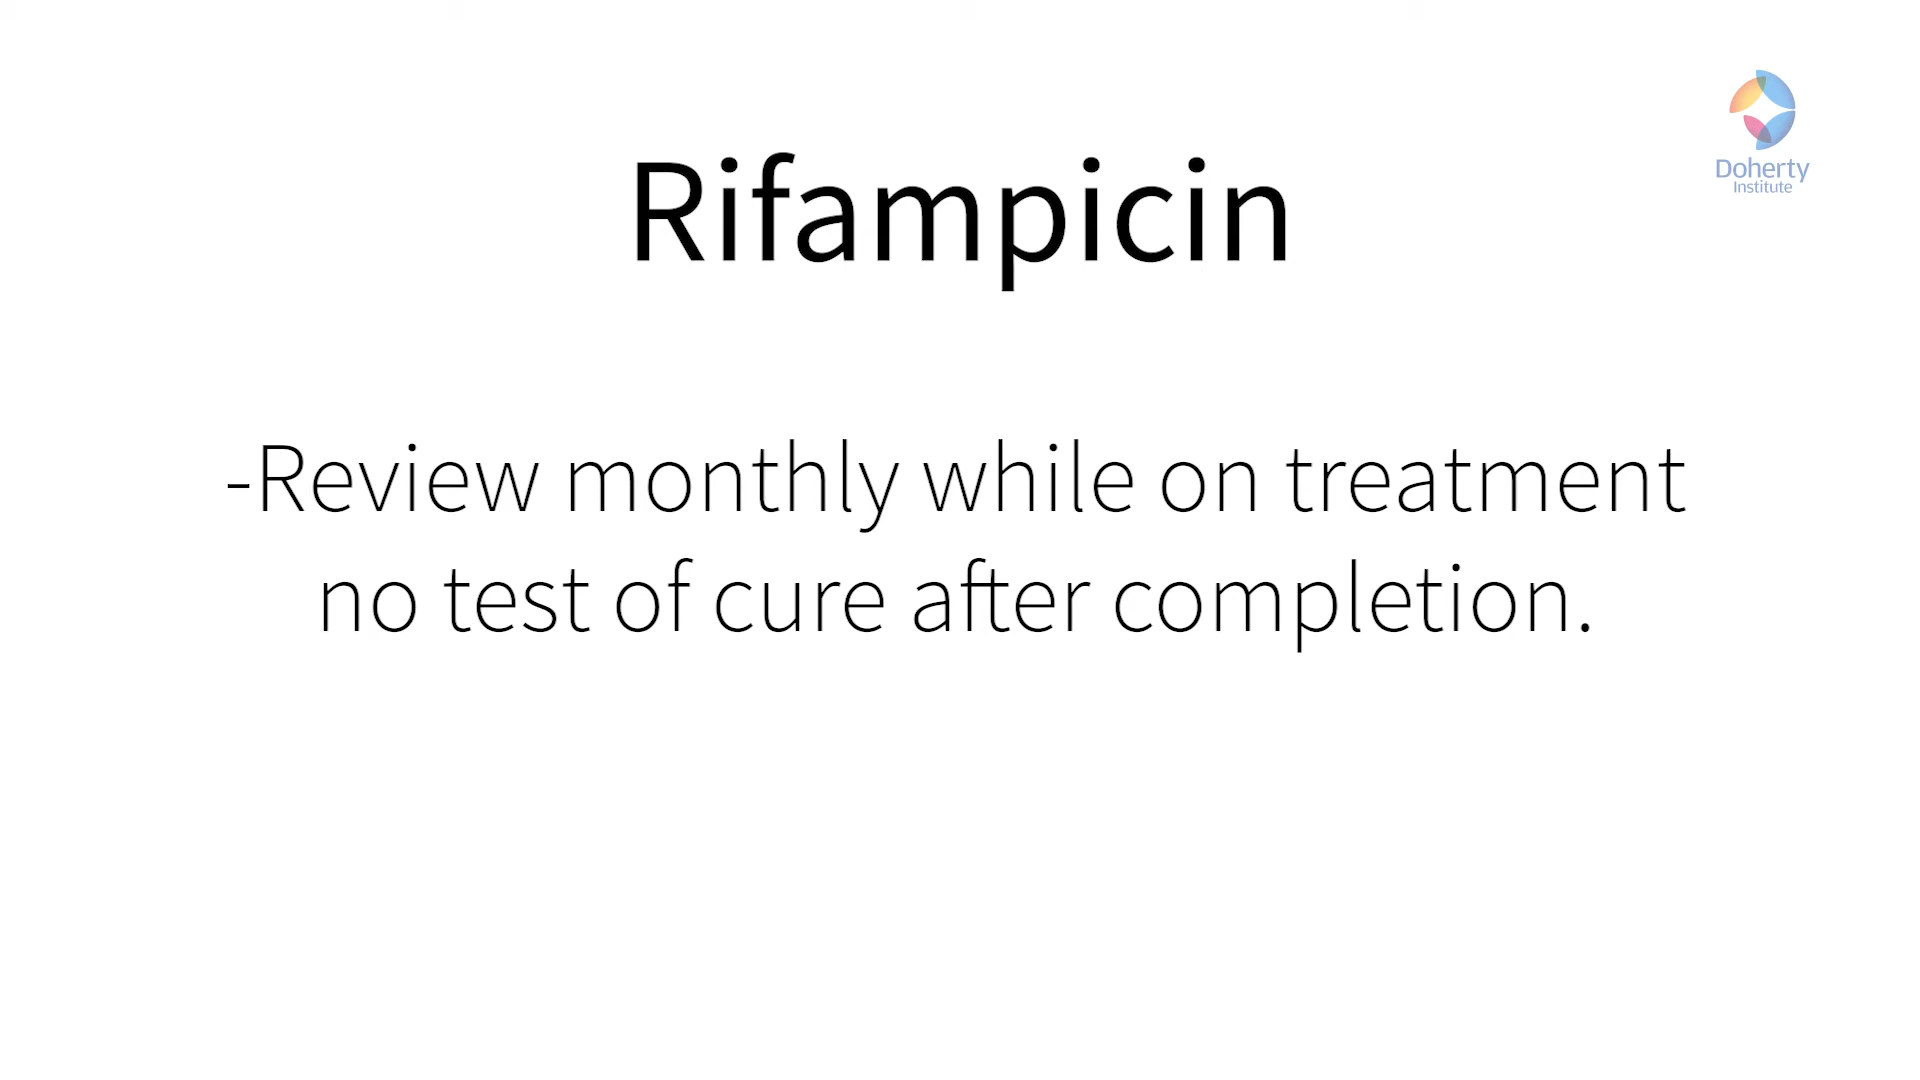 Doherty
Institute
Rifampicin
-Review monthly while on treatment
no test of cure after completion.